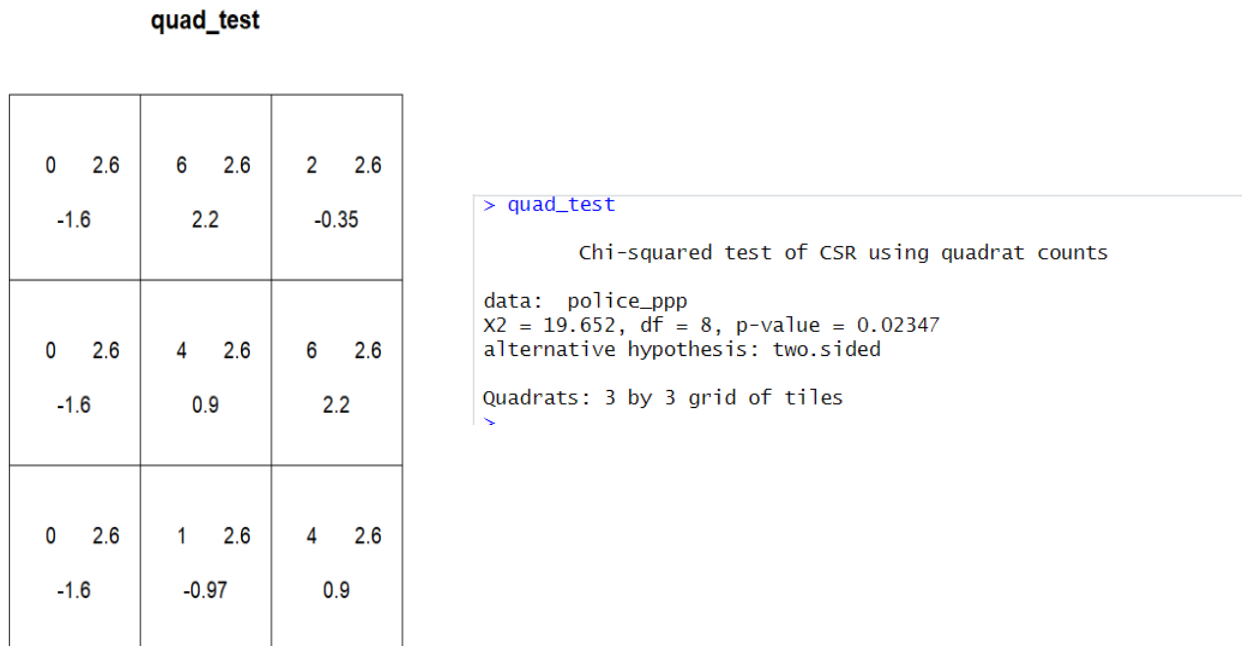 quad_test
0 2.6 6 2.6 2 2.6
-1.6 2.2 -0.35
0 2.6 4 2.6 6 2.6
-1.6 0.9 2.2
0 2.6 1 2.6 4 2.6
-1.6 -0.97 0.9
> quad_test
Chi-squared test of CSR using quadrat counts
data: police_ppp
X2 = 19.652, df = 8, p-value = 0.02347
alternative hypothesis: two.sided
Quadrats: 3 by 3 grid of tiles
>